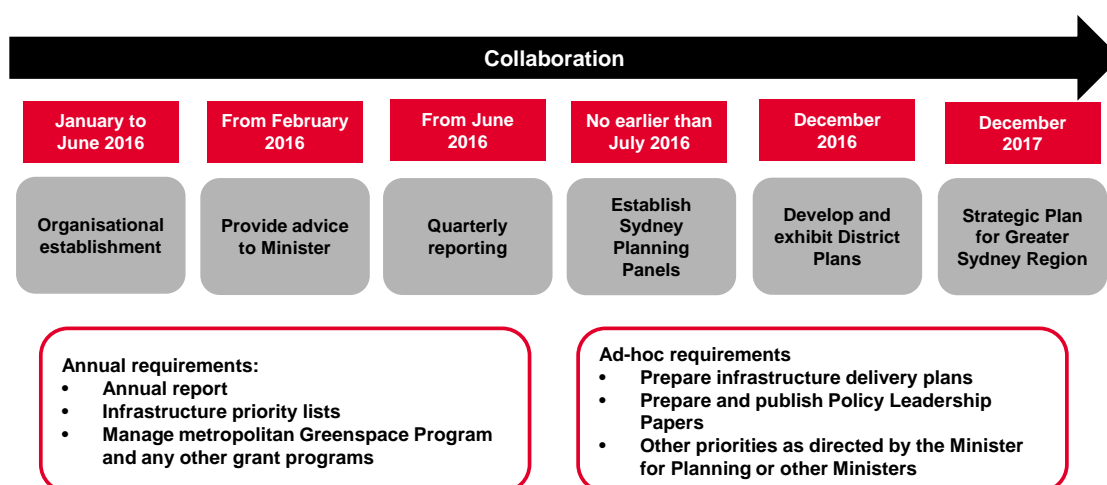 Collaboration
January to
June 2016
From February
2016
From June
2016
No earlier than
July 2016
December
2016
December
2017
Organisational
establishment
Provide advice
to Minister
Quarterly
reporting
Establish
Sydney
Planning
Panels
Develop and
exhibit District
Plans
Strategic Plan
for Greater
Sydney Region
Annual requirements:
• Annual report
• Infrastructure priority lists
• Manage metropolitan Greenspace Program
and any other grant programs
Ad-hoc requirements
• Prepare infrastructure delivery plans
• Prepare and publish Policy Leadership
Papers
• Other priorities as directed by the Minister
for Planning or other Ministers